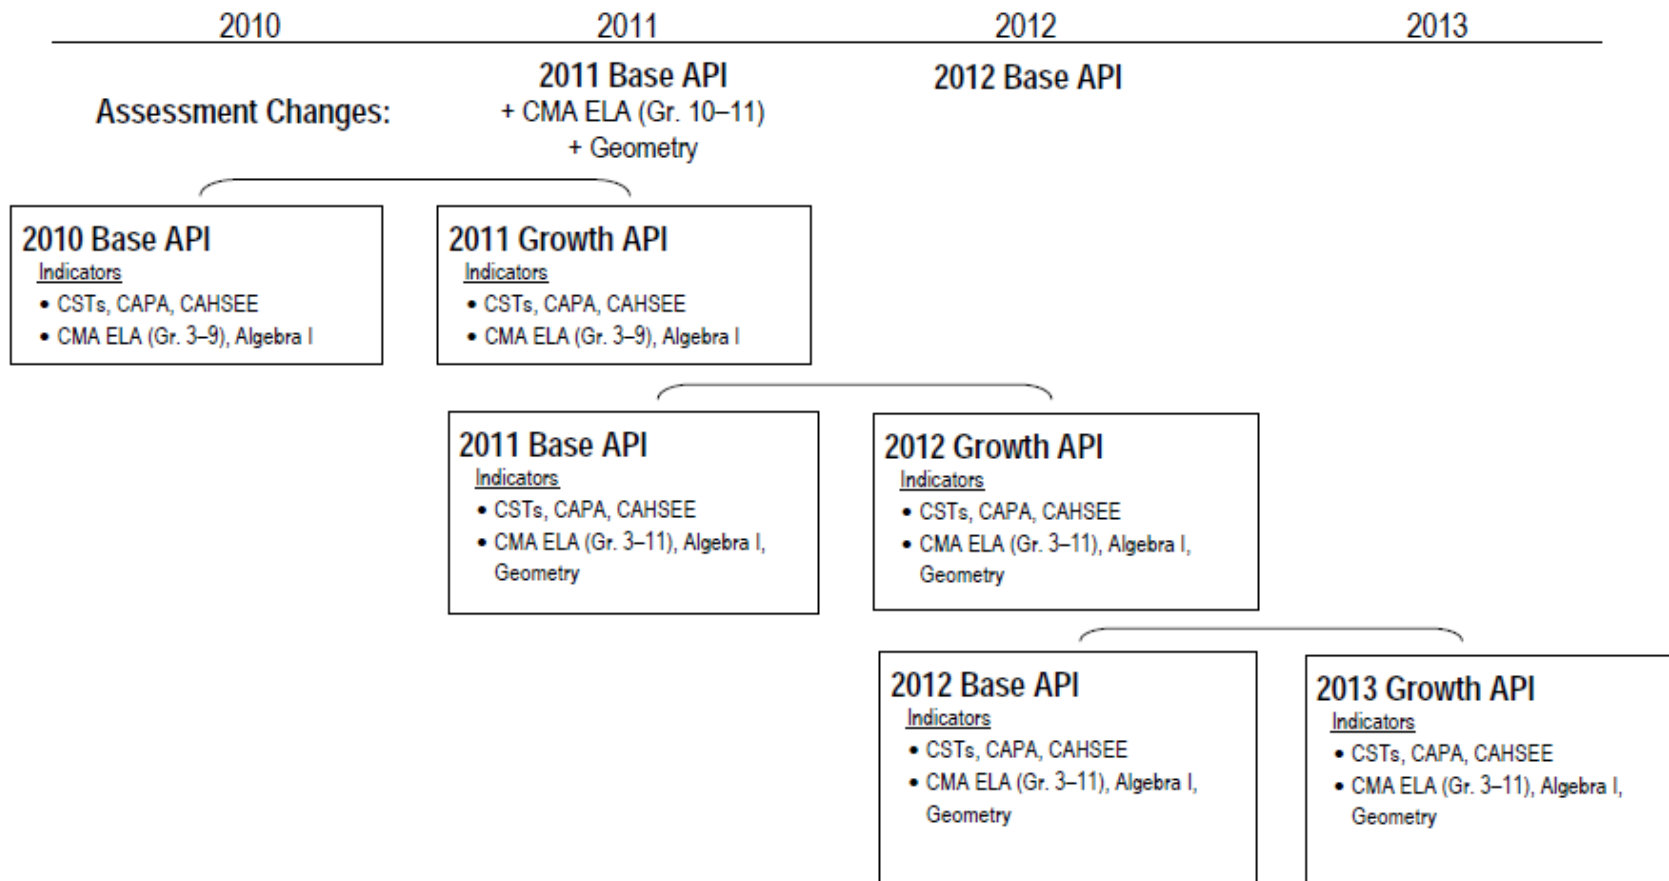 2010 2011 2012 2013
2011 Base API
2012 Base API
Assessment Changes:
+ CMA ELA (Gr. 10–11)
+ Geometry
2010 Base API
Indicators
• CSTs, CAPA, CAHSEE
• CMA ELA (Gr. 3–9), Algebra I
2011 Growth API
Indicators
• CSTs, CAPA, CAHSEE
• CMA ELA (Gr. 3–9), Algebra I
2011 Base API
Indicators
• CSTs, CAPA, CAHSEE
• CMA ELA (Gr. 3–11), Algebra I,
Geometry
2012 Growth API
Indicators
• CSTs, CAPA, CAHSEE
• CMA ELA (Gr. 3–11), Algebra I,
Geometry
2012 Base API
Indicators
• CSTs, CAPA, CAHSEE
• CMA ELA (Gr. 3–11), Algebra I,
Geometry
2013 Growth API
Indicators
• CSTs, CAPA, CAHSEE
• CMA ELA (Gr. 3–11), Algebra I,
Geometry